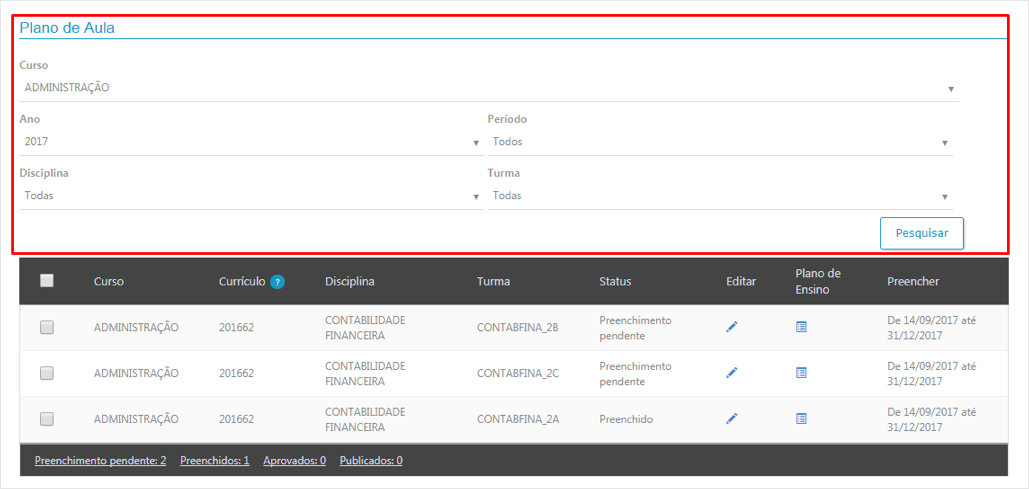 Plano de Aula
Curso
ADMINISTRAÇÃO
Ano
Período
2017
Todos
Disciplina
Turma
Todas
Todas
Pesquisar
Curso
Currículo ?
Disciplina
Turma
Status
Editar
Plano de
Ensino
Preencher
ADMINISTRAÇÃO
201662
CONTABILIDADE
FINANCEIRA
CONTABFINA_2B
Preenchimento
pendente
De 14/09/2017 até
31/12/2017
ADMINISTRAÇÃO
201662
CONTABILIDADE
FINANCEIRA
CONTABFINA_2C
Preenchimento
pendente
De 14/09/2017 até
31/12/2017
ADMINISTRAÇÃO
201662
CONTABILIDADE
FINANCEIRA
CONTABFINA_2A
Preenchido
De 14/09/2017 até
31/12/2017
Preenchimento pendente: 2 Preenchidos: 1 Aprovados: 0 Publicados: 0